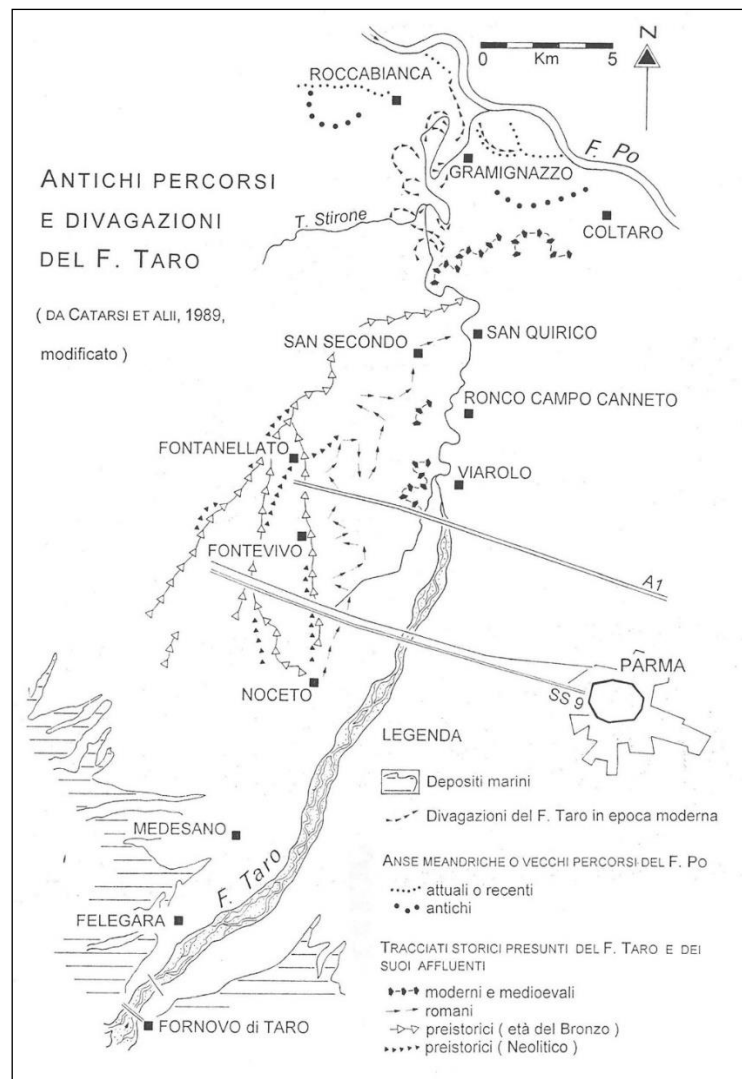 ANTICHI PERCORSI
E DIVAGAZIONI
DEL F. TARO
( DA CATARSI ET ALII, 1989,
modificato )
N
0 Km 5
ROCCABIANCA
F. Po
GRAMIGNAZZO
T. Stirone
COLTARO
SAN SECONDO
SAN QUIRICO
RONCO CAMPO CANNETO
FONTANELLATO
VIAROLO
FONTEVIVO
A1
PARMA
SS 9
NOCETO
MEDESANO
F. Taro
FELEGARA
FORNOVO di TARO
LEGENDA
Depositi marini
Divagazioni del F. Taro in epoca moderna
ANSE MEANDRICHE O VECCHI PERCORSI DEL F. PO
attuali o recenti
antichi
TRACCIATI STORICI PRESUNTI DEL F. TARO E DEI
SUOI AFFLUENTI
moderni e medioevali
romani
preistorici ( età del Bronzo )
preistorici ( Neolitico )